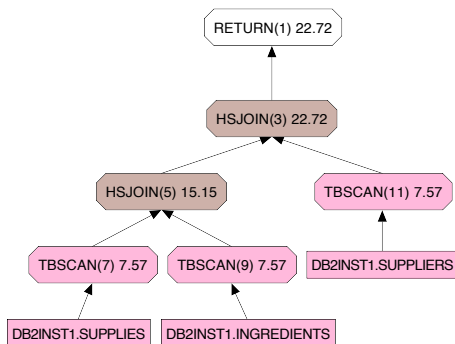 RETURN(1) 22.72
HSJOIN(3) 22.72
HSJOIN(5) 15.15
TBSCAN(11) 7.57
TBSCAN(7) 7.57
TBSCAN(9) 7.57
DB2INST1.SUPPLIERS
DB2INST1.SUPPLIES
DB2INST1.INGREDIENTS